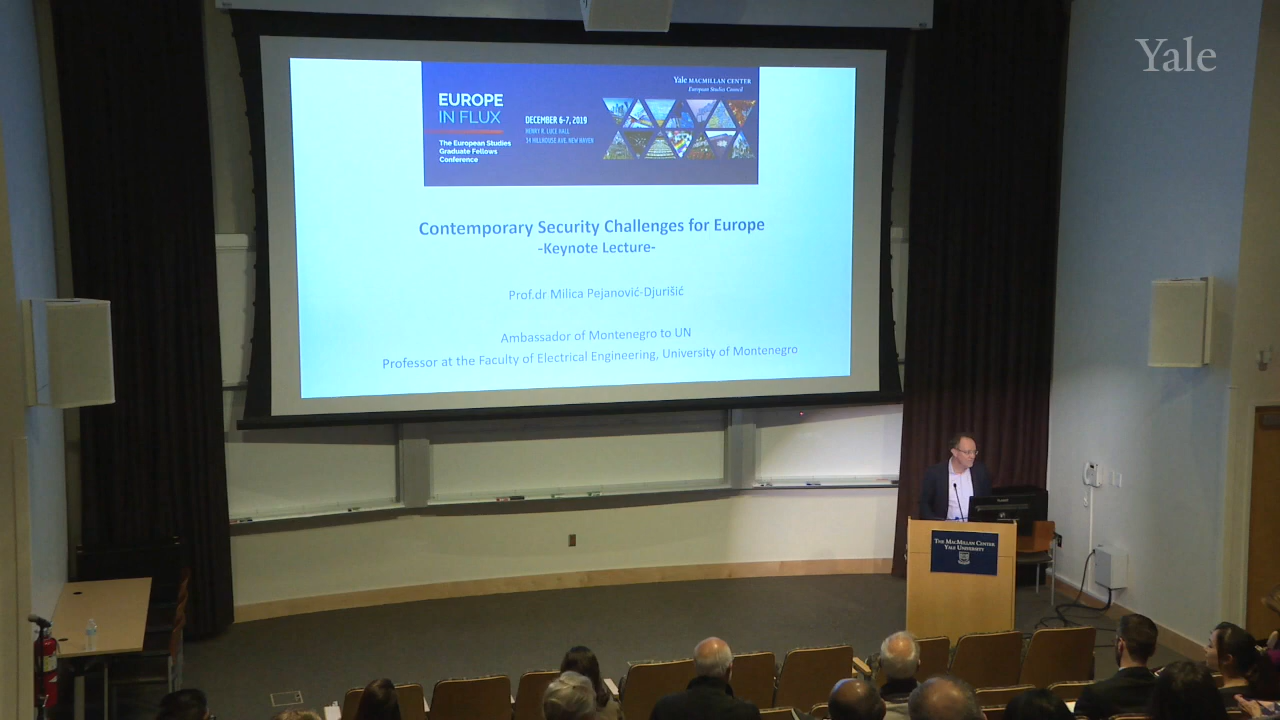 Yale
Yale MACMILLAN CENTER
European Studies Council
EUROPE
IN FLUX
DECEMBER 6-7, 2019
HENRY R. LUCE HALL
34 HILLHOUSE AVE, NEW HAVEN
The European Studies
Graduate Fellows
Conference
Contemporary Security Challenges for Europe
-Keynote Lecture-
Prof.dr Milica Pejanović-Djurišić
Ambassador of Montenegro to UN
Professor at the Faculty of Electrical Engineering, University of Montenegro
THE MACMILLAN CENTER
YALE UNIVERSITY